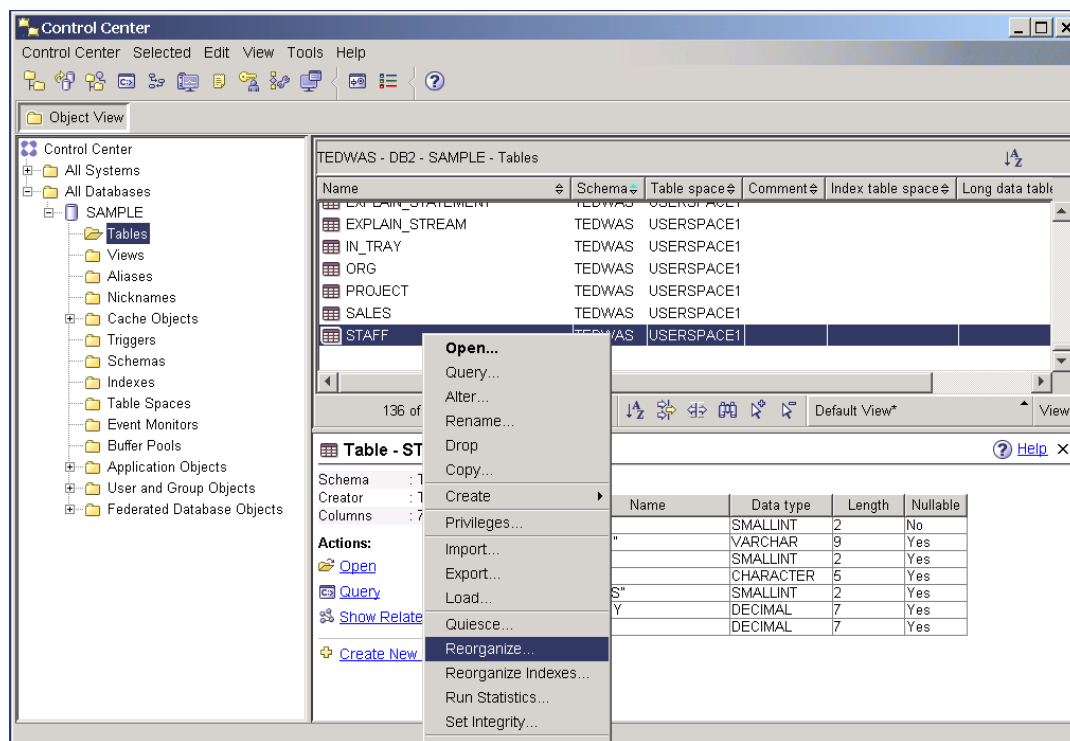 Control Center
Control Center Selected Edit View Tools Help
Object View
Control Center
All Systems
All Databases
SAMPLE
Tables
Views
Aliases
Nicknames
Cache Objects
Triggers
Schemas
Indexes
Table Spaces
Event Monitors
Buffer Pools
Application Objects
User and Group Objects
Federated Database Objects
TEDWAS - DB2 - SAMPLE - Tables
Name Schema Table space Comment Index table space Long data table
EXPLAIN_STATEMENT TEDWAS USERSPACE1
EXPLAIN_STREAM TEDWAS USERSPACE1
IN_TRAY TEDWAS USERSPACE1
ORG TEDWAS USERSPACE1
PROJECT TEDWAS USERSPACE1
SALES TEDWAS USERSPACE1
STAFF TEDWAS USERSPACE1
136 of
Default View*
View
Open...
Query...
Alter...
Rename...
Drop
Copy...
Create
Privileges...
Import...
Export...
Load...
Quiesce...
Reorganize...
Reorganize Indexes...
Run Statistics...
Set Integrity...
Table - ST
Help
Schema : T
Creator : T
Columns : 7
Actions:
Open
Query
Show Relate
Create New
Name Data type Length Nullable
SMALLINT 2 No
" VARCHAR 9 Yes
SMALLINT 2 Yes
CHARACTER 5 Yes
S" SMALLINT 2 Yes
Y DECIMAL 7 Yes
DECIMAL 7 Yes